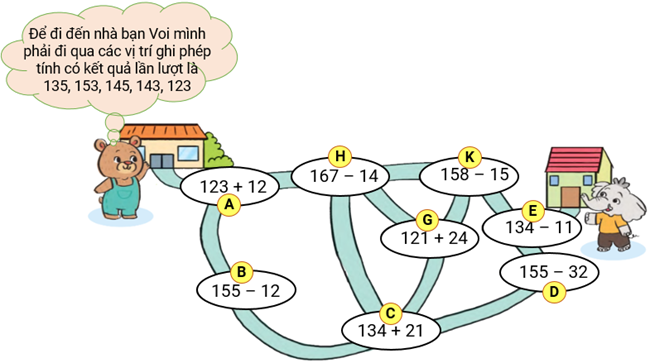 Để đi đến nhà bạn Voi mình
phải đi qua các vị trí ghi phép
tính có kết quả lần lượt là
135, 153, 145, 143, 123
H
167 – 14
K
158 – 15
123 + 12
A
G
121 + 24
E
134 – 11
B
155 – 12
155 – 32
D
C
134 + 21